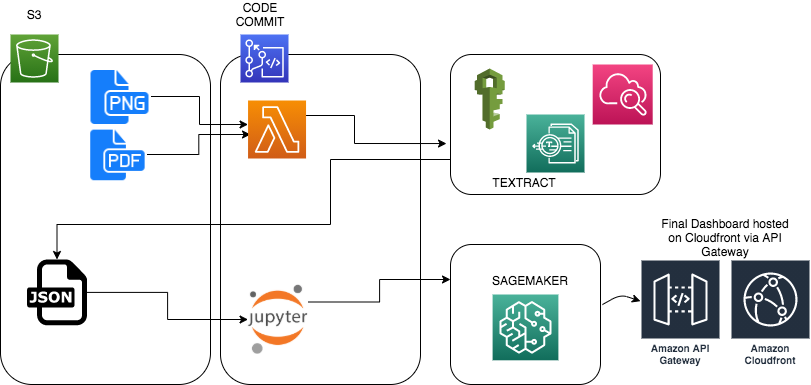 S3
CODE
COMMIT
PNG
PDF
TEXTRACT
JSON
jupyter
SAGEMAKER
Final Dashboard hosted
on Cloudfront via API
Gateway
Amazon API
Gateway
Amazon
Cloudfront